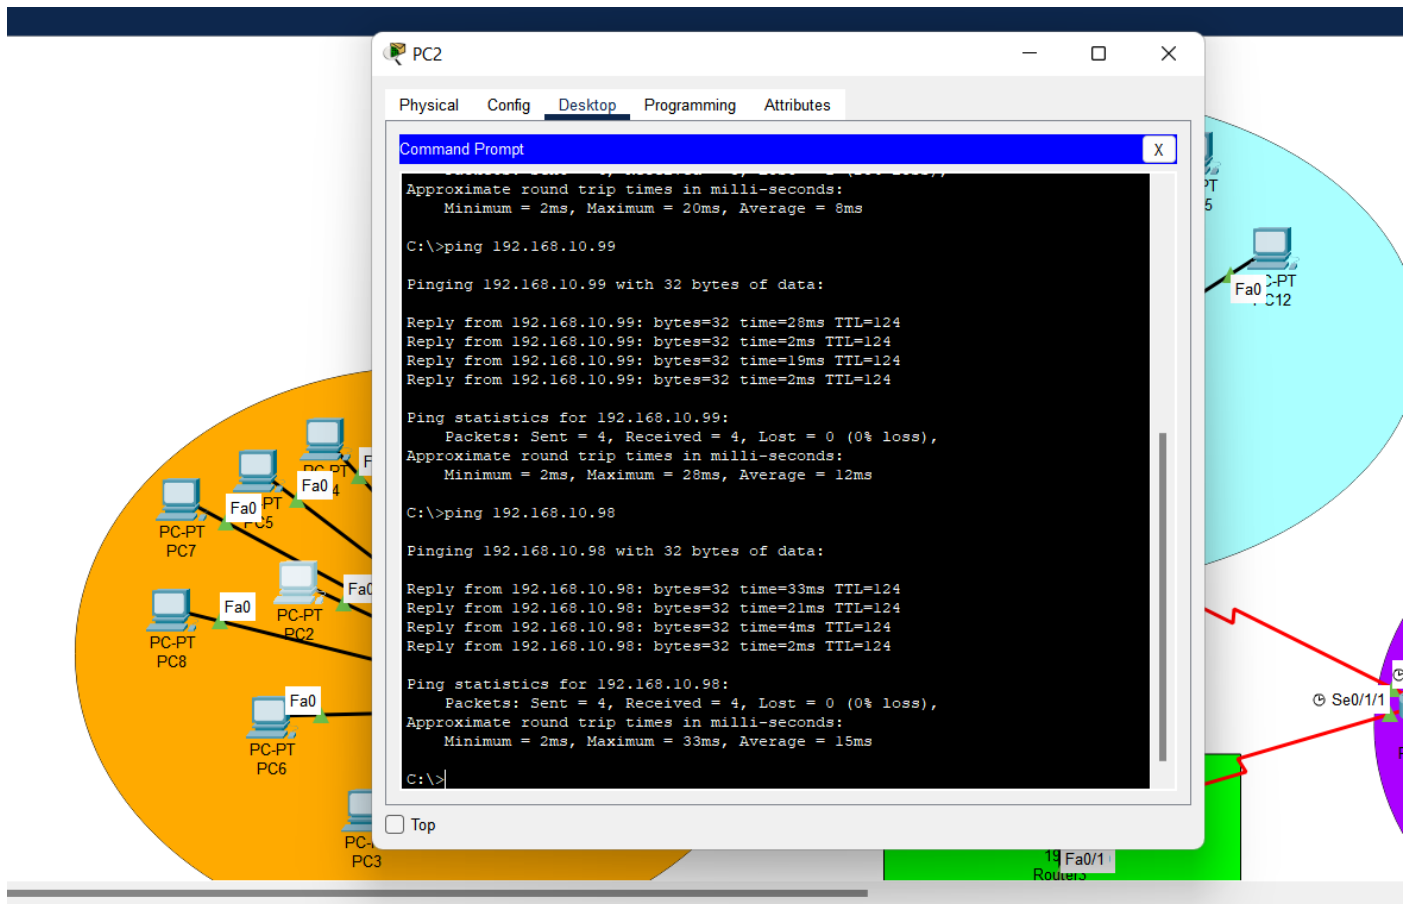 PC2
Physical Config Desktop Programming Attributes
Command Prompt
X
Approximate round trip times in milli-seconds:
Minimum = 2ms, Maximum = 20ms, Average = 8ms
C:\>ping 192.168.10.99
Pinging 192.168.10.99 with 32 bytes of data:
Reply from 192.168.10.99: bytes=32 time=28ms TTL=124
Reply from 192.168.10.99: bytes=32 time=2ms TTL=124
Reply from 192.168.10.99: bytes=32 time=19ms TTL=124
Reply from 192.168.10.99: bytes=32 time=2ms TTL=124
Ping statistics for 192.168.10.99:
Packets: Sent = 4, Received = 4, Lost = 0 (0% loss),
Approximate round trip times in milli-seconds:
Minimum = 2ms, Maximum = 28ms, Average = 12ms
C:\>ping 192.168.10.98
Pinging 192.168.10.98 with 32 bytes of data:
Reply from 192.168.10.98: bytes=32 time=33ms TTL=124
Reply from 192.168.10.98: bytes=32 time=21ms TTL=124
Reply from 192.168.10.98: bytes=32 time=4ms TTL=124
Reply from 192.168.10.98: bytes=32 time=2ms TTL=124
Ping statistics for 192.168.10.98:
Packets: Sent = 4, Received = 4, Lost = 0 (0% loss),
Approximate round trip times in milli-seconds:
Minimum = 2ms, Maximum = 33ms, Average = 15ms
C:\>
Top
Fa0
4
Fa0
PT
C5
PC-PT
PC7
Fa0
PC-PT
PC2
Fa0
PC-PT
PC8
Fa0
PC-PT
PC6
PC-
PC3
PT
5
Fa0
C-PT
C12
Se0/1/1
19
Fa0/1
Router3